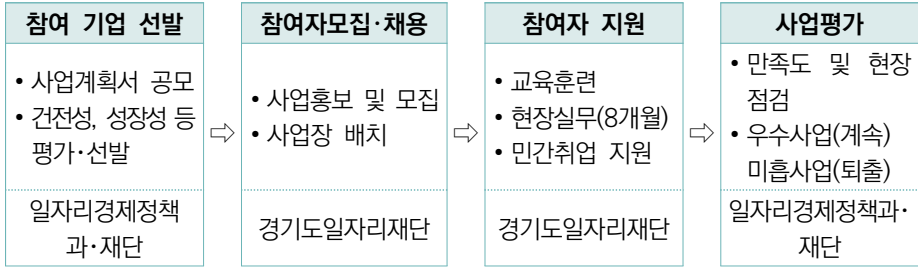 참여 기업 선발
• 사업계획서 공모
• 건전성, 성장성 등
평가·선발
일자리경제정책
과·재단
⇨
참여자모집·채용
• 사업홍보 및 모집
• 사업장 배치
경기도일자리재단
⇨
참여자 지원
• 교육훈련
• 현장실무(8개월)
• 민간취업 지원
경기도일자리재단
⇨
사업평가
• 만족도 및 현장
점검
• 우수사업(계속)
미흡사업(퇴출)
일자리경제정책과·
재단